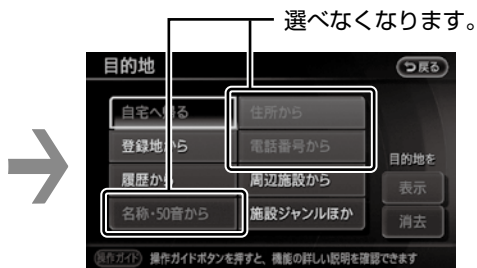 選べなくなります。
目的地
戻る
自宅へ帰る
住所から
登録地から
電話番号から
目的地を
履歴から
周辺施設から
表示
名称・50音から
施設ジャンルほか
消去
操作ガイド 操作ガイドボタンを押すと、機能の詳しい説明を確認できます